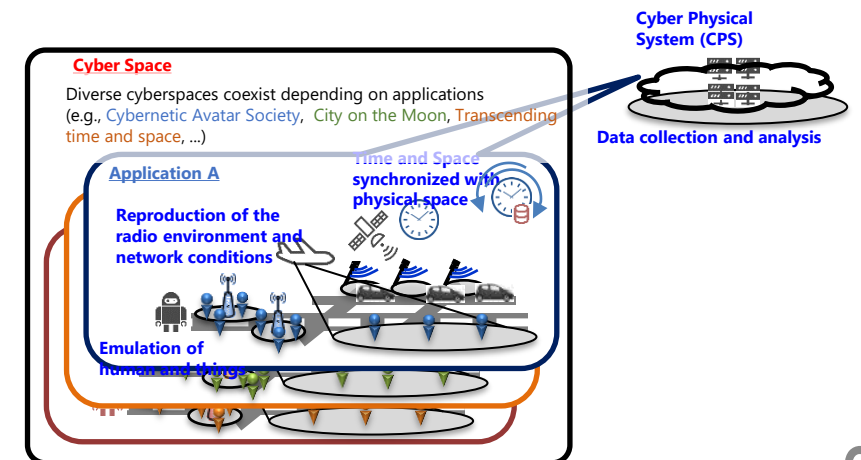 Cyber Physical
System (CPS)
Cyber Space
Diverse cyberspaces coexist depending on applications
(e.g., Cybernetic Avatar Society, City on the Moon, Transcending
time and space, ...)
Data collection and analysis
Application A
Time and Space
synchronized with
physical space
Reproduction of the
radio environment and
network conditions
Emulation of
human and things